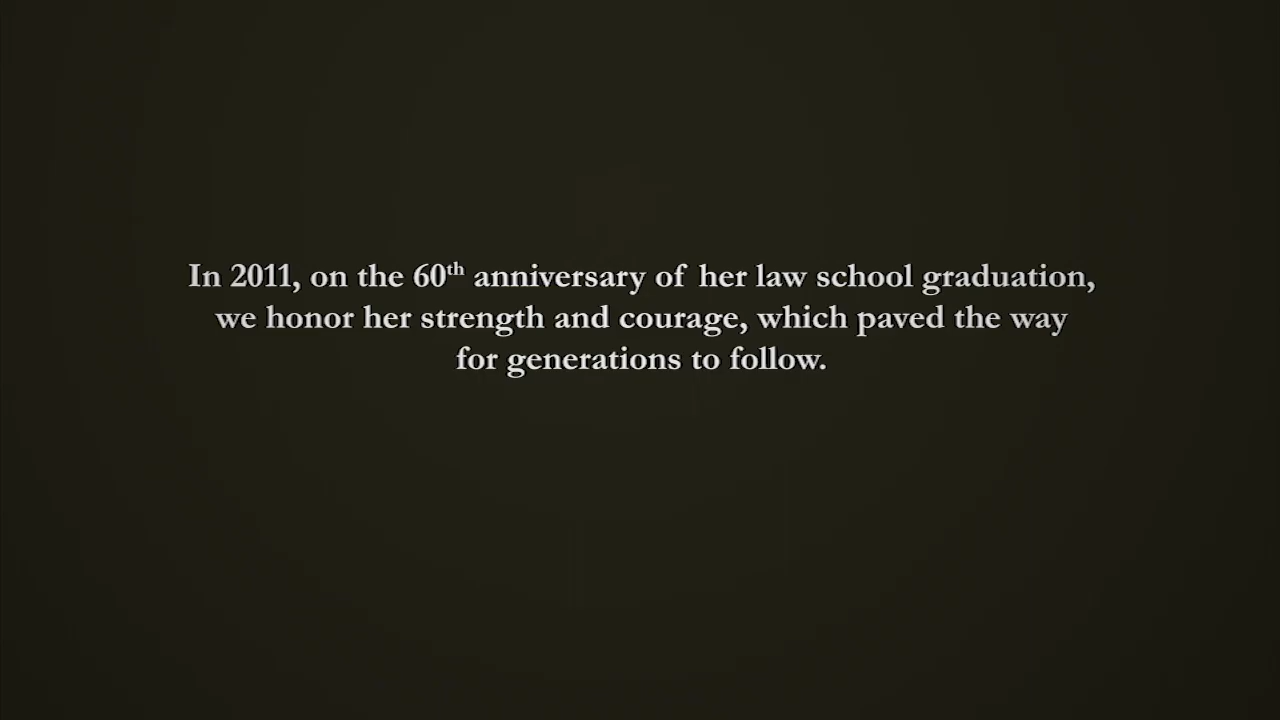 In 2011, on the 60th anniversary of her law school graduation,
we honor her strength and courage, which paved the way
for generations to follow.